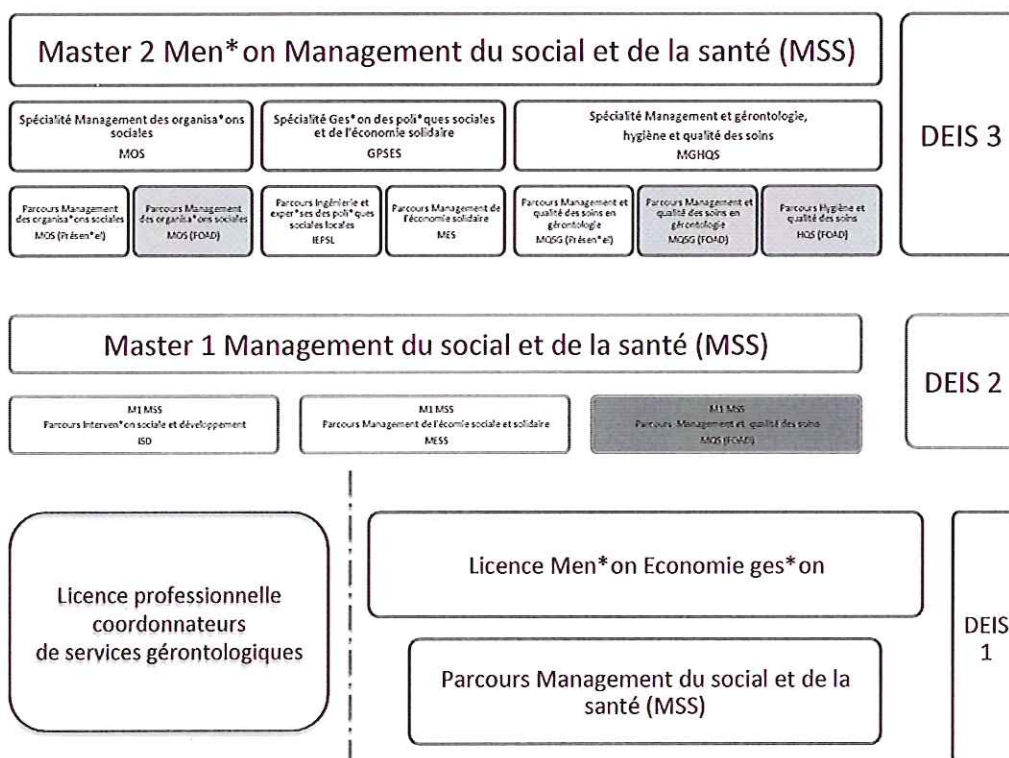 Master 2 Men*on Management du social et de la santé (MSS)
DEIS 3
Spécialité Management des organisa*ons
sociales
MOS
Spécialité Ges*on des poli*ques sociales
et de l'économie solidaire
GPSES
Spécialité Management et gérontologie,
hygiène et qualité des soins
MGHQS
Parcours Management
des organisa*ons sociales
MOS (Présen*el)
Parcours Management
des organisa*ons sociales
MOS (FOAD)
Parcours Ingénierie et
exper*ses des poli*ques
sociales locales
IEPSL
Parcours Management de
l'économie solidaire
MES
Parcours Management et
qualité des soins en
gérontologie
MQSG (Présen*el)
Parcours Management et
qualité des soins en
gérontologie
MQSG (FOAD)
Parcours Hygiène et
qualité des soins
HQS (FOAD)
Master 1 Management du social et de la santé (MSS)
DEIS 2
M1 MSS
Parcours Interven*on sociale et développement
ISD
M1 MSS
Parcours Management de l'écomie sociale et solidaire
MESS
M1 MSS
Parcours Management et qualité des soins
MQS (FOAD)
Licence professionnelle
coordonnateurs
de services gérontologiques
Licence Men*on Economie ges*on
Parcours Management du social et de la
santé (MSS)
DEIS
1